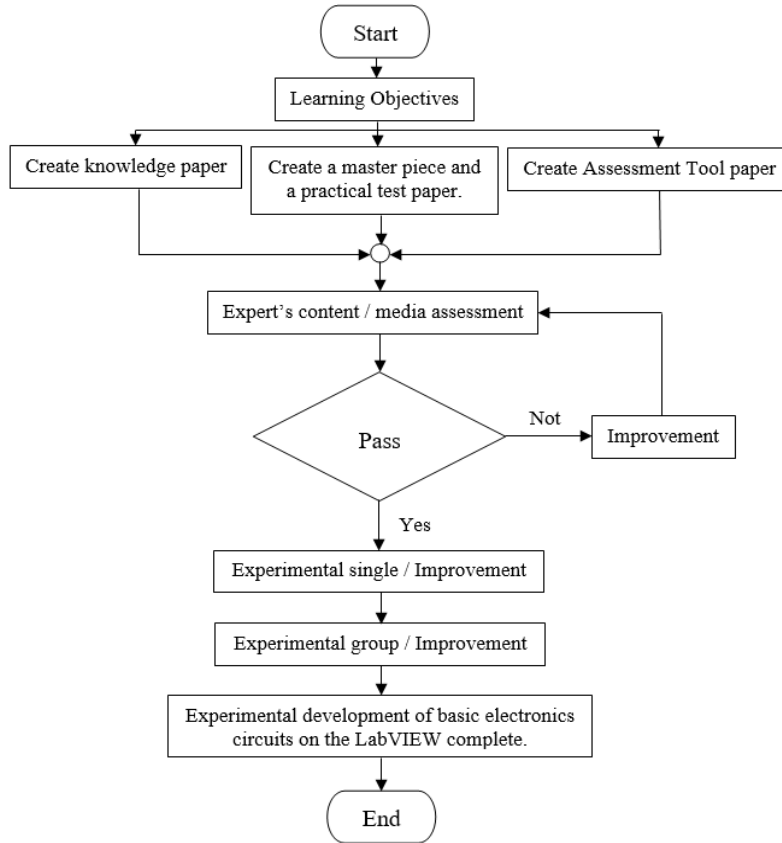 Start
Learning Objectives
Create knowledge paper
Create a master piece and
a practical test paper.
Create Assessment Tool paper
Expert’s content / media assessment
Pass
Not
Improvement
Yes
Experimental single / Improvement
Experimental group / Improvement
Experimental development of basic electronics
circuits on the LabVIEW complete.
End